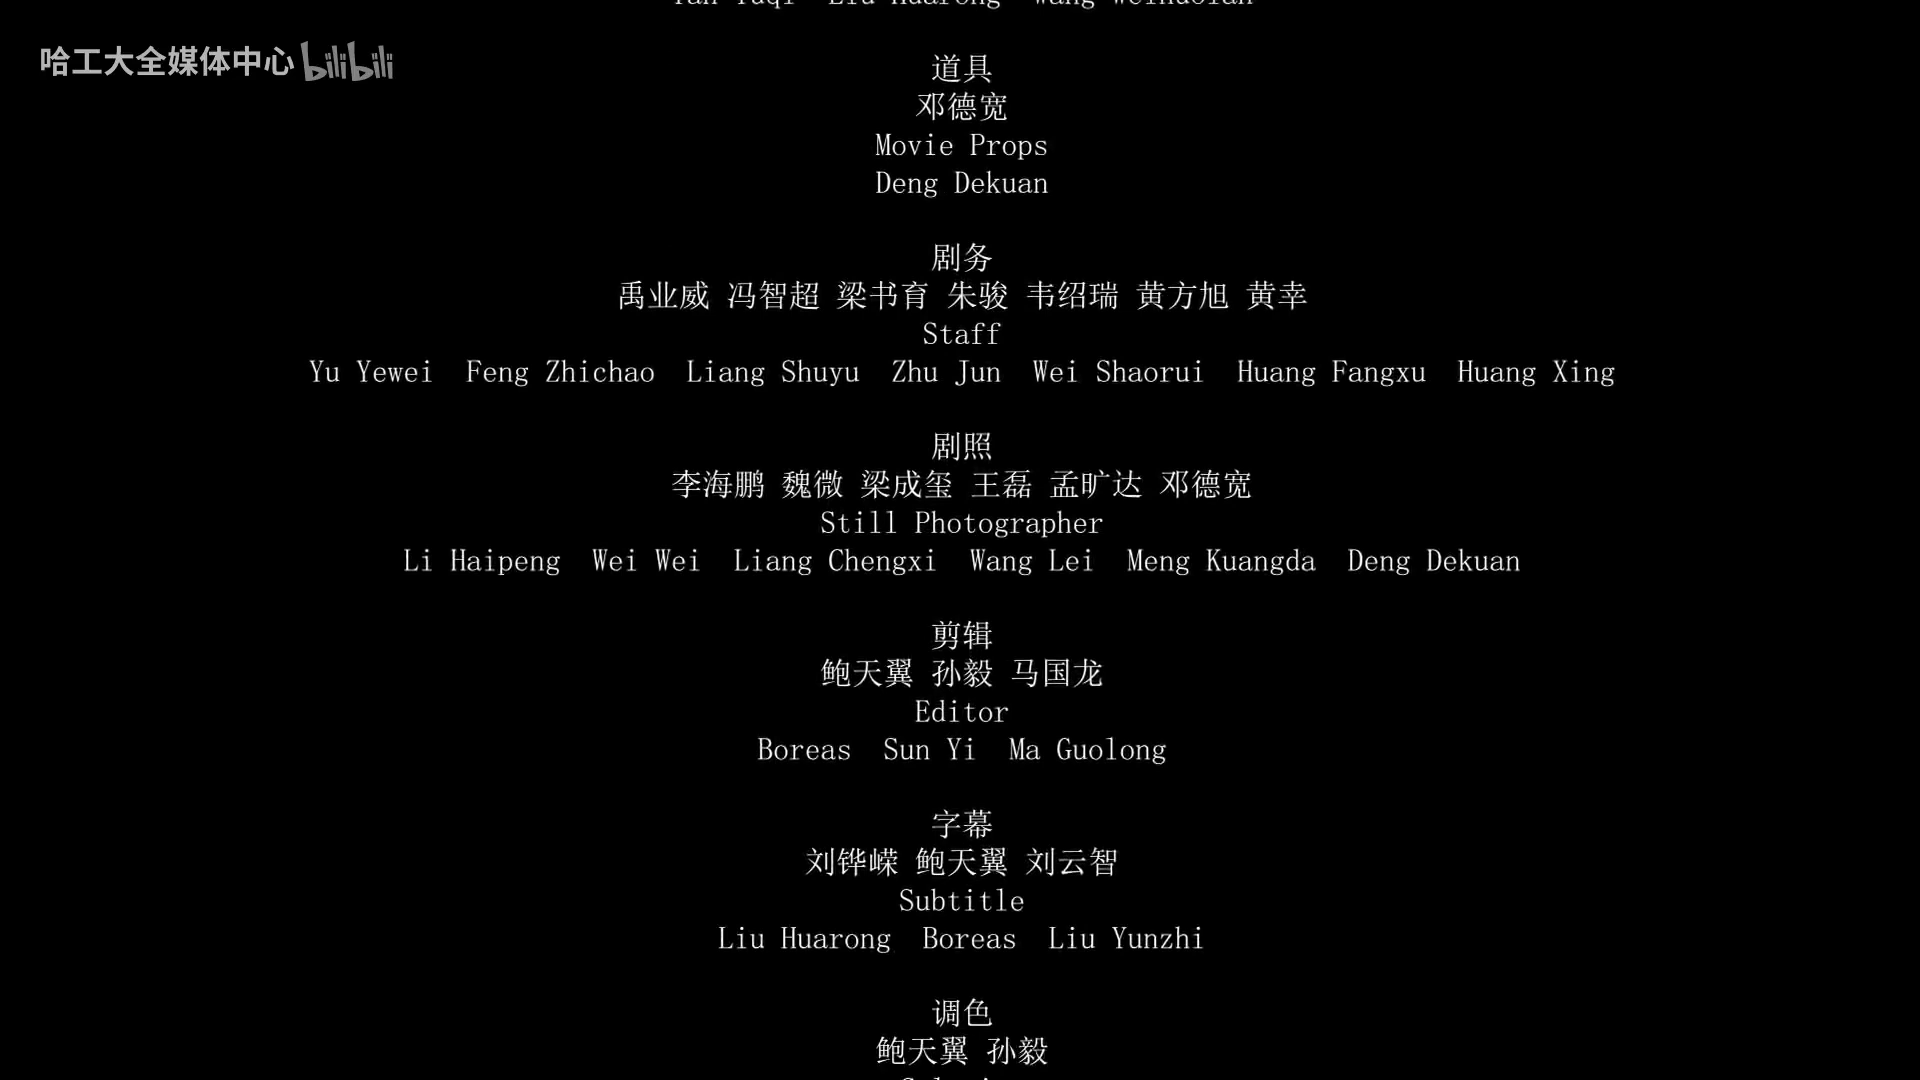 Yan Yuqi  Liu Huarong  Wang Weihuolan
哈工大全媒体中心 bilibili
道具
邓德宽
Movie Props
Deng Dekuan
剧务
禹业威 冯智超 梁书育 朱骏 韦绍瑞 黄方旭 黄幸
Staff
Yu Yewei  Feng Zhichao  Liang Shuyu  Zhu Jun  Wei Shaorui  Huang Fangxu  Huang Xing
剧照
李海鹏 魏微 梁成玺 王磊 孟旷达 邓德宽
Still Photographer
Li Haipeng  Wei Wei  Liang Chengxi  Wang Lei  Meng Kuangda  Deng Dekuan
剪辑
鲍天翼 孙毅 马国龙
Editor
Boreas  Sun Yi  Ma Guolong
字幕
刘铧嵘 鲍天翼 刘云智
Subtitle
Liu Huarong  Boreas  Liu Yunzhi
调色
鲍天翼 孙毅